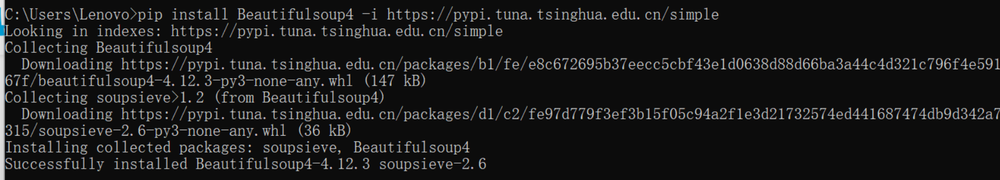 C:\Users\Lenovo>pip install Beautifulsoup4 -i https://pypi.tuna.tsinghua.edu.cn/simple
Looking in indexes: https://pypi.tuna.tsinghua.edu.cn/simple
Collecting Beautifulsoup4
  Downloading https://pypi.tuna.tsinghua.edu.cn/packages/b1/fe/e8c672695b37eecc5cbf43e1d0638d88d66ba3a44c4d321c796f4e591
67f/beautifulsoup4-4.12.3-py3-none-any.whl (147 kB)
Collecting soupsieve>1.2 (from Beautifulsoup4)
  Downloading https://pypi.tuna.tsinghua.edu.cn/packages/d1/c2/fe97d779f3ef3b15f05c94a2f1e3d21732574ed441687474db9d342a7
315/soupsieve-2.6-py3-none-any.whl (36 kB)
Installing collected packages: soupsieve, Beautifulsoup4
Successfully installed Beautifulsoup4-4.12.3 soupsieve-2.6